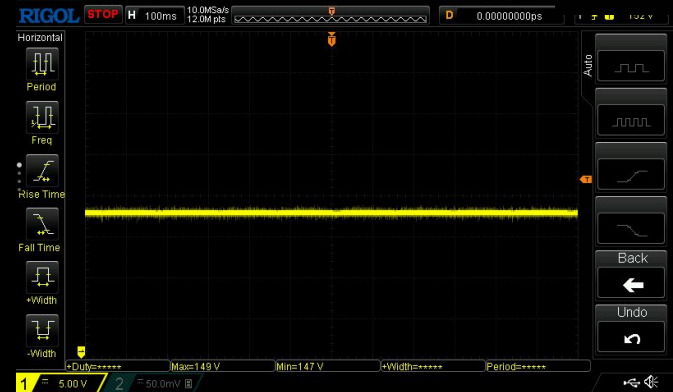 RIGOL STOP H 100ms 10.0MSa/s 12.0M pts D 0.00000000ps
Horizontal
Period
Freq
Rise Time
Fall Time
+Width
-Width
Auto
Back
Undo
+Duty=***** Max=149 V Min=147 V +Width=***** Period=*****
1 = 5.00 V 2 = 50.0mV